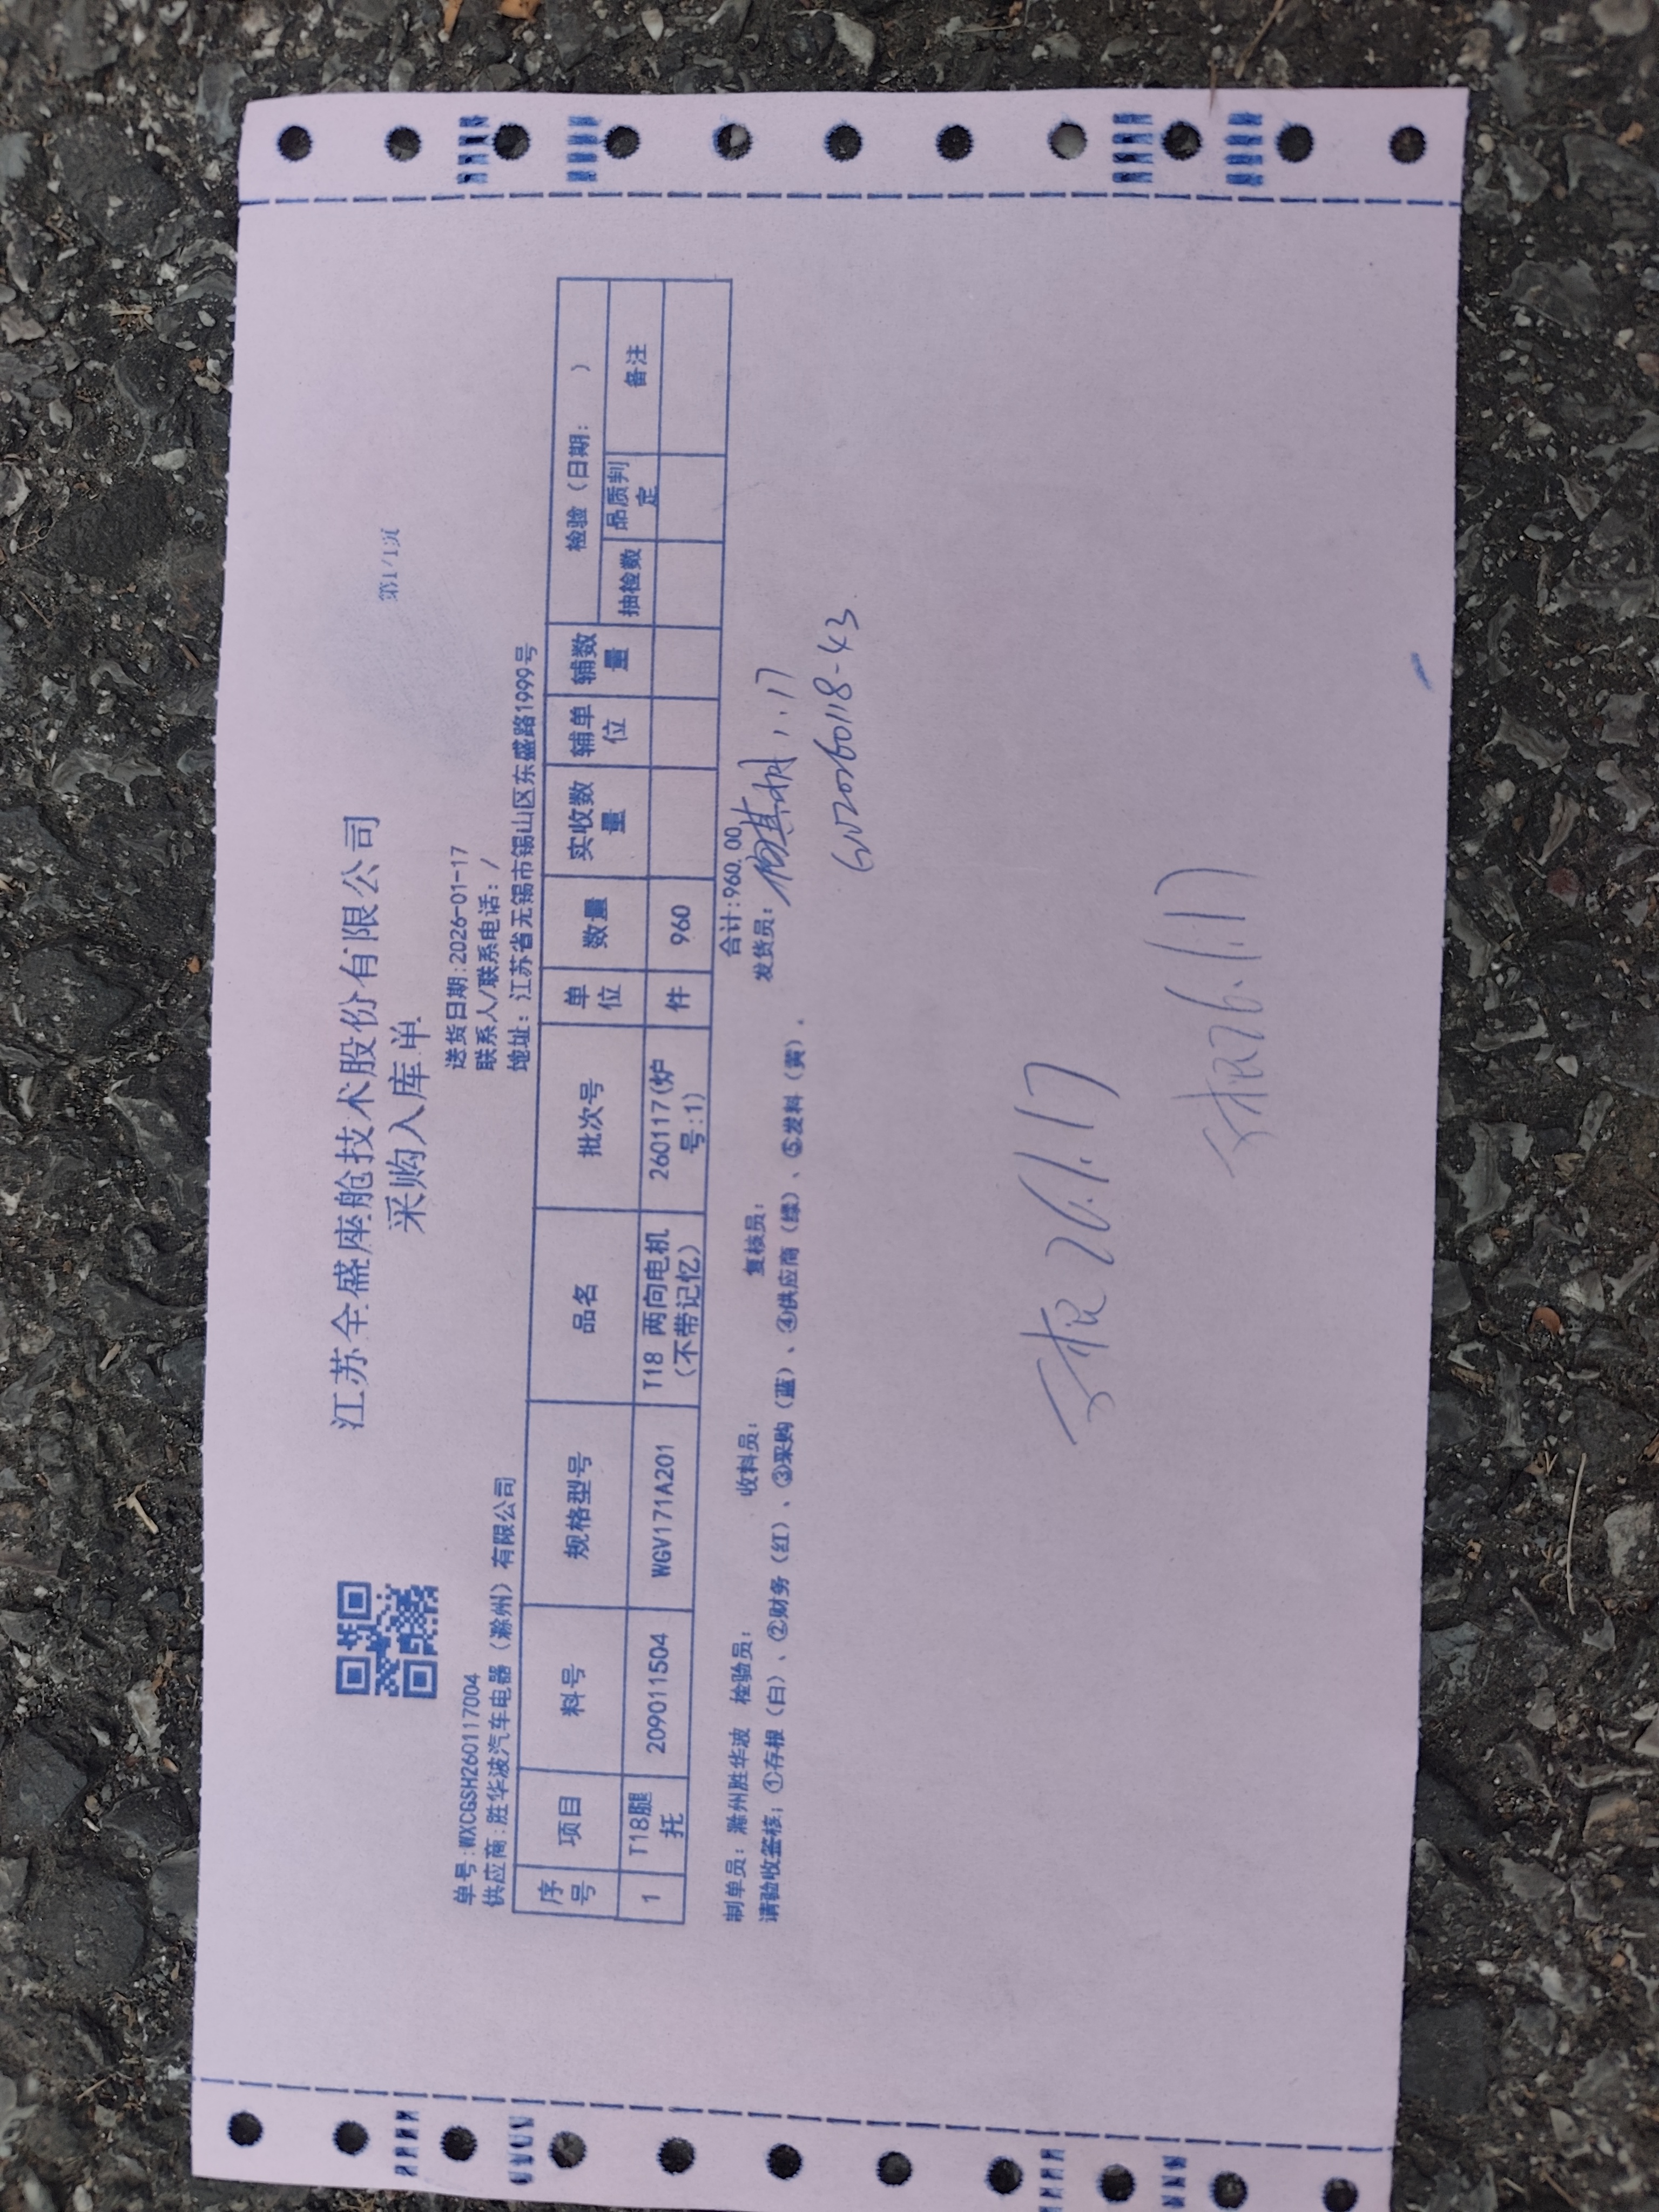 江苏全盛座舱技术股份有限公司
采购入库单
第1/1页
单号:WXCGSH260117004
送货日期:2026-01-17
供应商:胜华波汽车电器（滁州）有限公司
联系人/联系电话: /
地址: 江苏省无锡市锡山区东盛路1999号
序号 项目 料号 规格型号 品名 批次号 单位 数量 实收数量 辅单位 辅数量 检验（日期: ）
抽检数 品质判定 备注
1 T18腿托 209011504 WGV171A201 T18 两向电机（不带记忆） 260117(炉号:1) 件 960
合计:960.00
制单员: 滁州胜华波 检验员: 收料员: 复核员: 发货员: 1.17
请验收签核; ①存根（白）、②财务（红）、③采购（蓝）、④供应商（绿）、⑤发料（黄）.
20260118-43
26.1.17
26.1.17